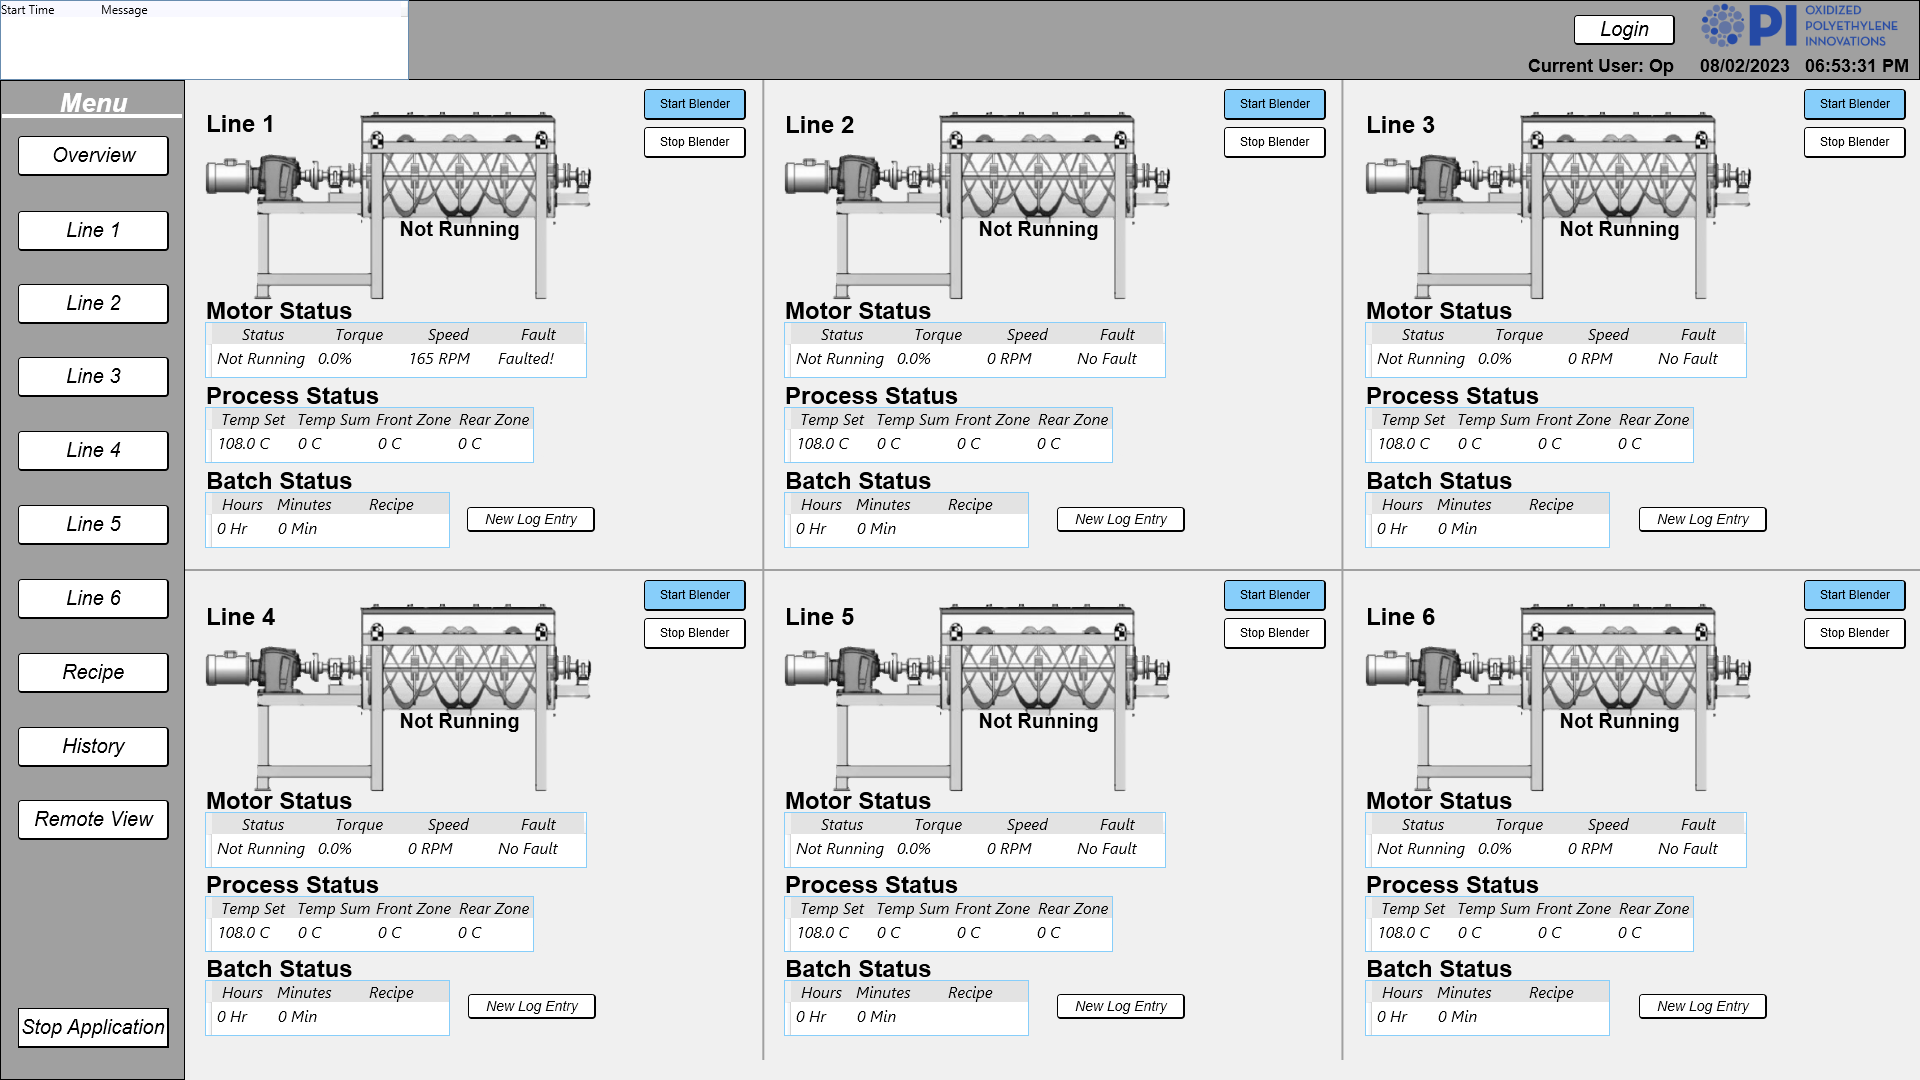 Start Time Message
Login
PI OXIDIZED
POLYETHYLENE
INNOVATIONS
Current User: Op 08/02/2023 06:53:31 PM
Menu
Overview
Line 1
Line 2
Line 3
Line 4
Line 5
Line 6
Recipe
History
Remote View
Stop Application
Line 1
Start Blender
Stop Blender
Not Running
Motor Status
Status Torque Speed Fault
Not Running 0.0% 165 RPM Faulted!
Process Status
Temp Set Temp Sum Front Zone Rear Zone
108.0 C 0 C 0 C 0 C
Batch Status
Hours Minutes Recipe
0 Hr 0 Min
New Log Entry
Line 2
Start Blender
Stop Blender
Not Running
Motor Status
Status Torque Speed Fault
Not Running 0.0% 0 RPM No Fault
Process Status
Temp Set Temp Sum Front Zone Rear Zone
108.0 C 0 C 0 C 0 C
Batch Status
Hours Minutes Recipe
0 Hr 0 Min
New Log Entry
Line 3
Start Blender
Stop Blender
Not Running
Motor Status
Status Torque Speed Fault
Not Running 0.0% 0 RPM No Fault
Process Status
Temp Set Temp Sum Front Zone Rear Zone
108.0 C 0 C 0 C 0 C
Batch Status
Hours Minutes Recipe
0 Hr 0 Min
New Log Entry
Line 4
Start Blender
Stop Blender
Not Running
Motor Status
Status Torque Speed Fault
Not Running 0.0% 0 RPM No Fault
Process Status
Temp Set Temp Sum Front Zone Rear Zone
108.0 C 0 C 0 C 0 C
Batch Status
Hours Minutes Recipe
0 Hr 0 Min
New Log Entry
Line 5
Start Blender
Stop Blender
Not Running
Motor Status
Status Torque Speed Fault
Not Running 0.0% 0 RPM No Fault
Process Status
Temp Set Temp Sum Front Zone Rear Zone
108.0 C 0 C 0 C 0 C
Batch Status
Hours Minutes Recipe
0 Hr 0 Min
New Log Entry
Line 6
Start Blender
Stop Blender
Not Running
Motor Status
Status Torque Speed Fault
Not Running 0.0% 0 RPM No Fault
Process Status
Temp Set Temp Sum Front Zone Rear Zone
108.0 C 0 C 0 C 0 C
Batch Status
Hours Minutes Recipe
0 Hr 0 Min
New Log Entry